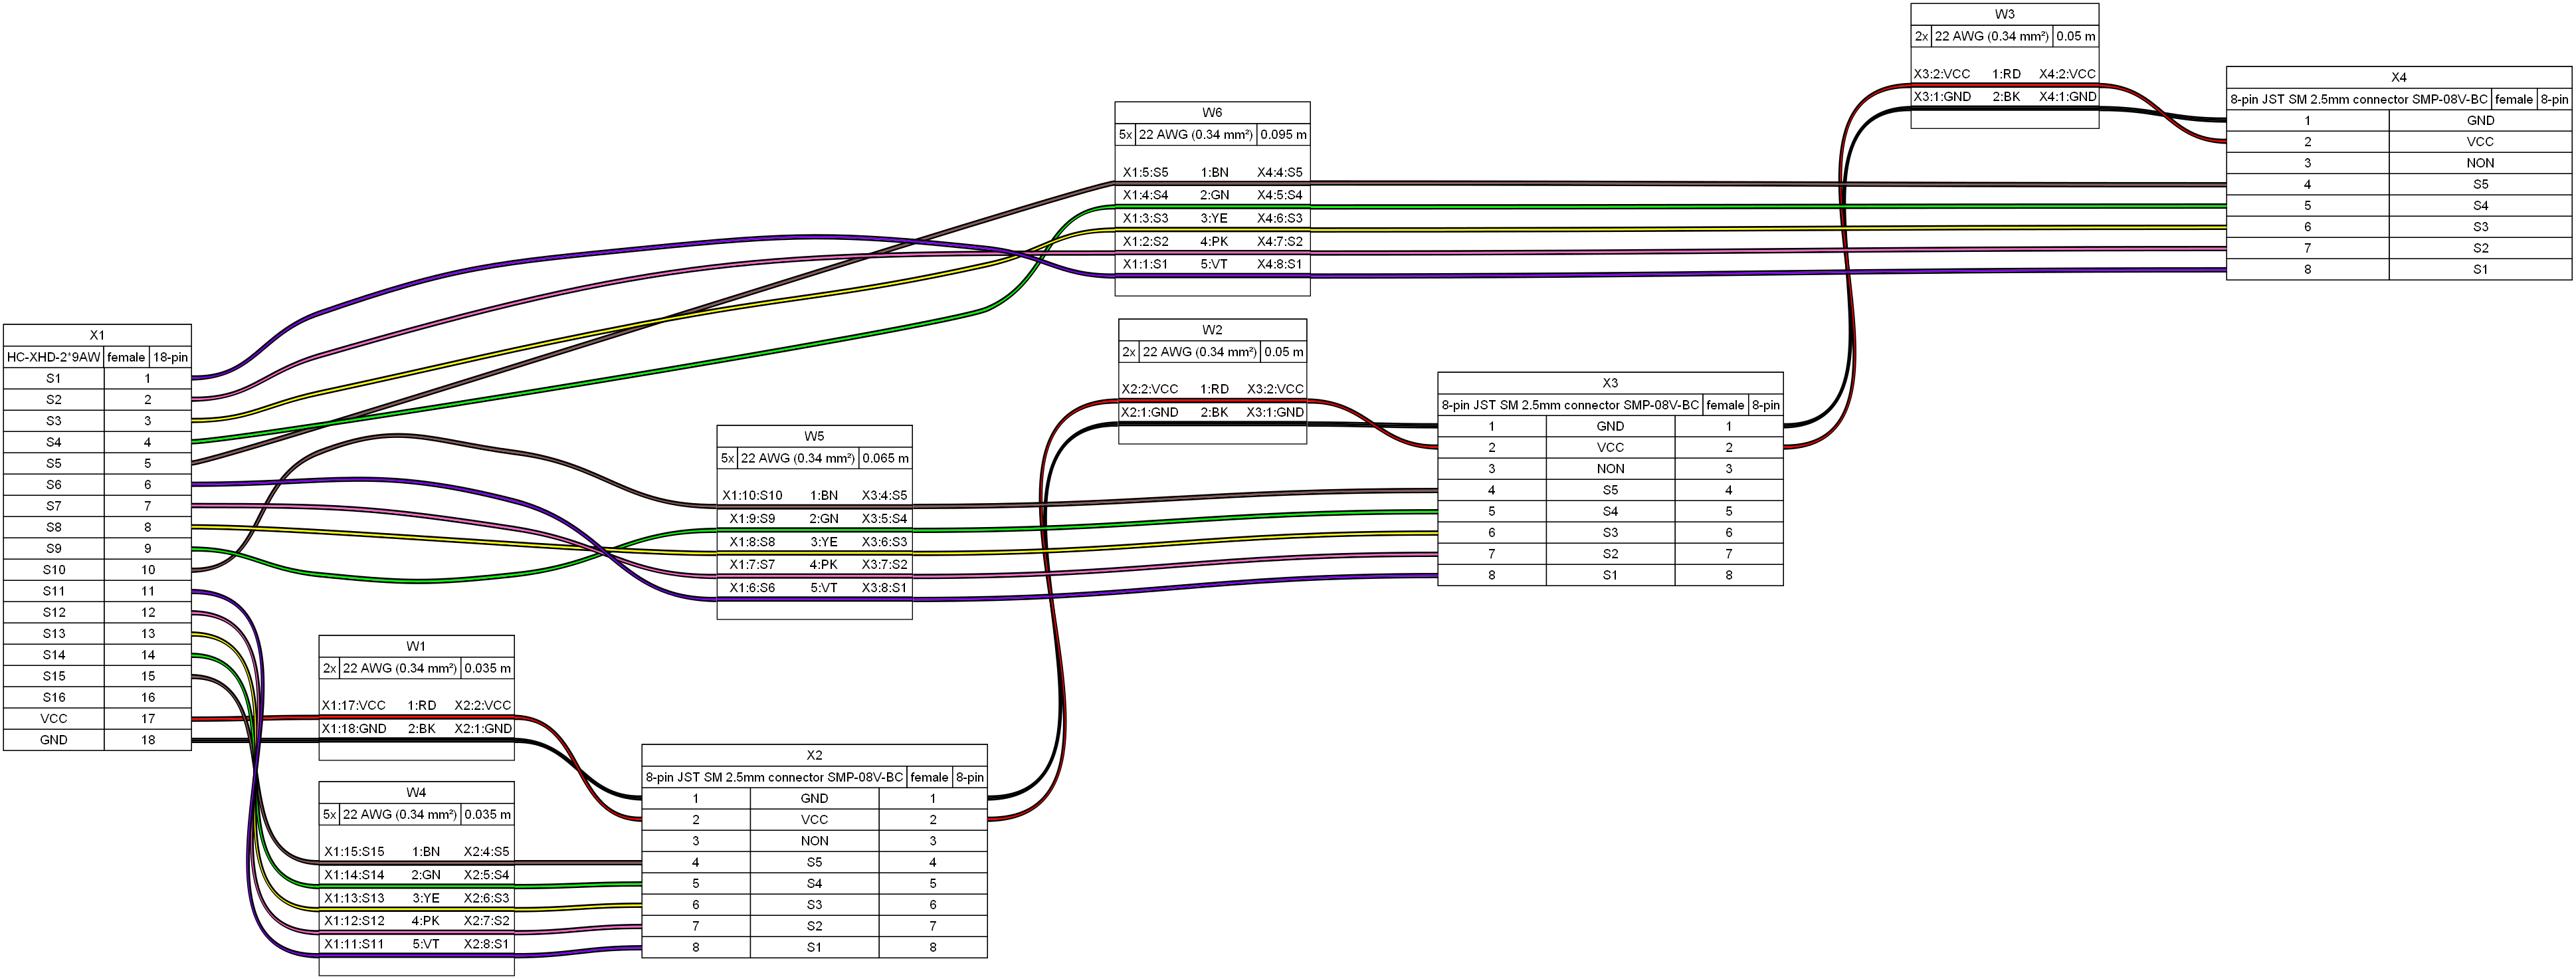 W3
2x 22 AWG (0.34 mm²) 0.05 m
X3:2:VCC 1:RD X4:2:VCC
X3:1:GND 2:BK X4:1:GND
X4
8-pin JST SM 2.5mm connector SMP-08V-BC female 8-pin
1 GND
2 VCC
3 NON
4 S5
5 S4
6 S3
7 S2
8 S1
W6
5x 22 AWG (0.34 mm²) 0.095 m
X1:5:S5 1:BN X4:4:S5
X1:4:S4 2:GN X4:5:S4
X1:3:S3 3:YE X4:6:S3
X1:2:S2 4:PK X4:7:S2
X1:1:S1 5:VT X4:8:S1
X1
HC-XHD-2*9AW female 18-pin
S1 1
S2 2
S3 3
S4 4
S5 5
S6 6
S7 7
S8 8
S9 9
S10 10
S11 11
S12 12
S13 13
S14 14
S15 15
S16 16
VCC 17
GND 18
W2
2x 22 AWG (0.34 mm²) 0.05 m
X2:2:VCC 1:RD X3:2:VCC
X2:1:GND 2:BK X3:1:GND
X3
8-pin JST SM 2.5mm connector SMP-08V-BC female 8-pin
1 GND 1
2 VCC 2
3 NON 3
4 S5 4
5 S4 5
6 S3 6
7 S2 7
8 S1 8
W5
5x 22 AWG (0.34 mm²) 0.065 m
X1:10:S10 1:BN X3:4:S5
X1:9:S9 2:GN X3:5:S4
X1:8:S8 3:YE X3:6:S3
X1:7:S7 4:PK X3:7:S2
X1:6:S6 5:VT X3:8:S1
W1
2x 22 AWG (0.34 mm²) 0.035 m
X1:17:VCC 1:RD X2:2:VCC
X1:18:GND 2:BK X2:1:GND
X2
8-pin JST SM 2.5mm connector SMP-08V-BC female 8-pin
1 GND 1
2 VCC 2
3 NON 3
4 S5 4
5 S4 5
6 S3 6
7 S2 7
8 S1 8
W4
5x 22 AWG (0.34 mm²) 0.035 m
X1:15:S15 1:BN X2:4:S5
X1:14:S14 2:GN X2:5:S4
X1:13:S13 3:YE X2:6:S3
X1:12:S12 4:PK X2:7:S2
X1:11:S11 5:VT X2:8:S1